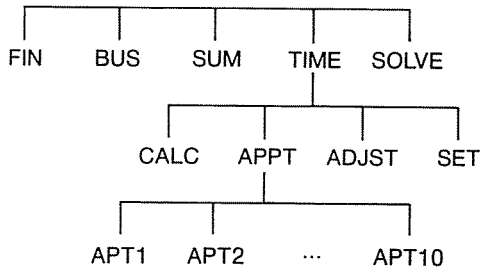 FIN BUS SUM TIME SOLVE
CALC APPT ADJST SET
APT1 APT2 ... APT10